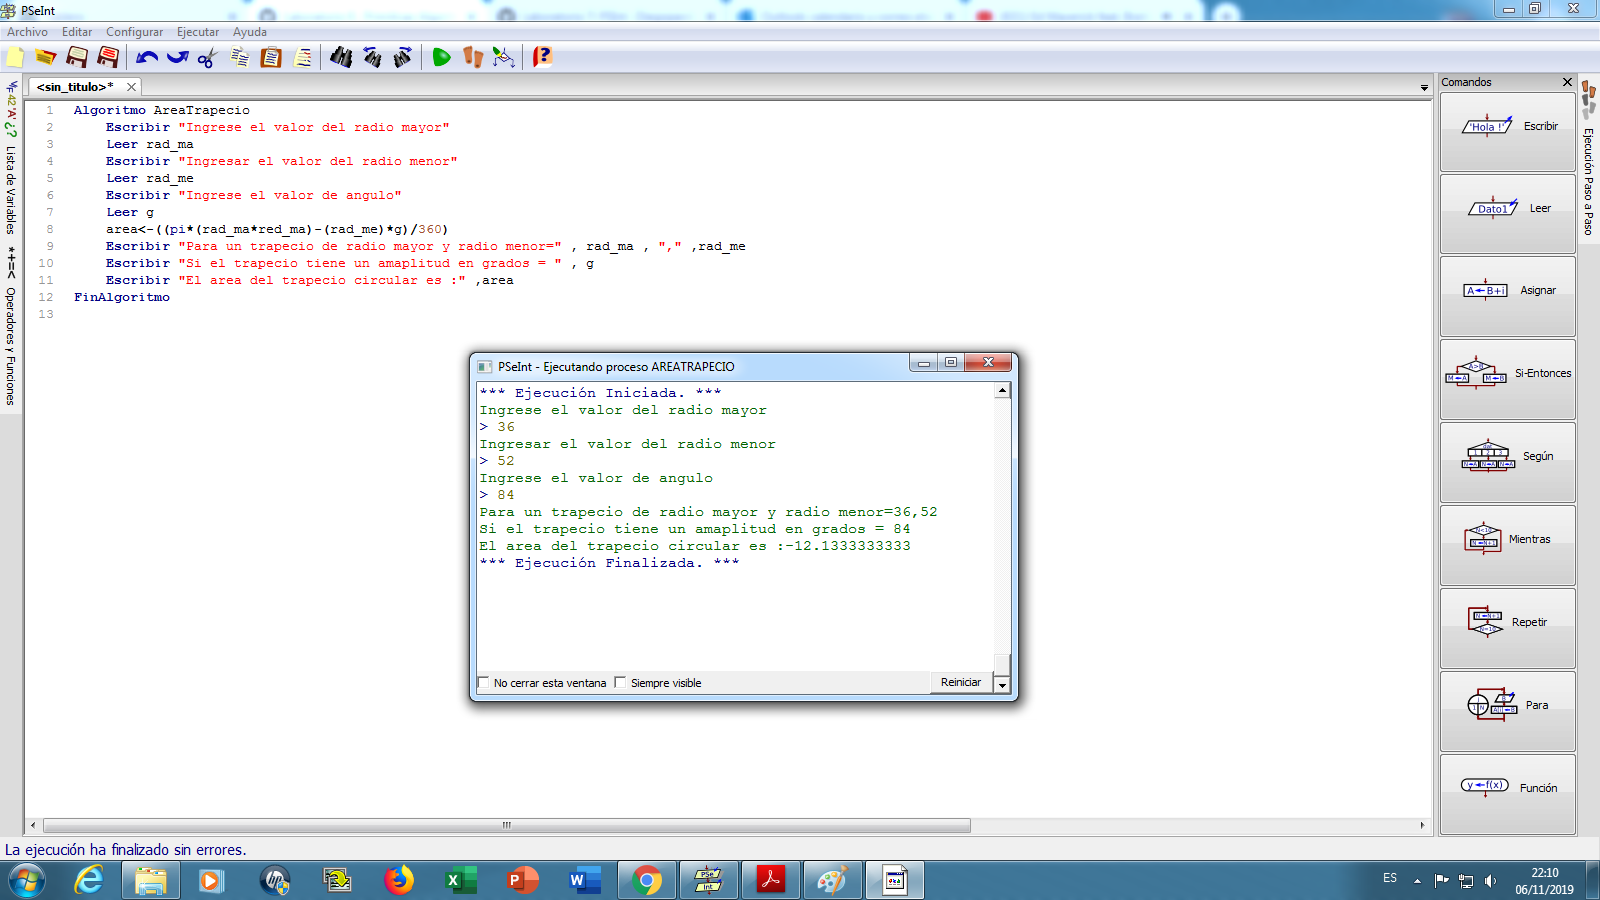 PSeInt
Archivo Editar Configurar Ejecutar Ayuda
<sin_titulo>*
1 Algoritmo AreaTrapecio
2 Escribir "Ingrese el valor del radio mayor"
3 Leer rad_ma
4 Escribir "Ingresar el valor del radio menor"
5 Leer rad_me
6 Escribir "Ingrese el valor de angulo"
7 Leer g
8 area<-((pi*(rad_ma*red_ma)-(rad_me)*g)/360)
9 Escribir "Para un trapecio de radio mayor y radio menor=" , rad_ma , "," ,rad_me
10 Escribir "Si el trapecio tiene un amaplitud en grados = " , g
11 Escribir "El area del trapecio circular es :" ,area
12 FinAlgoritmo
13
Lista de Variables
*+=< Operadores y Funciones
PSeInt - Ejecutando proceso AREATRAPECIO
*** Ejecución Iniciada. ***
Ingrese el valor del radio mayor
> 36
Ingresar el valor del radio menor
> 52
Ingrese el valor de angulo
> 84
Para un trapecio de radio mayor y radio menor=36,52
Si el trapecio tiene un amaplitud en grados = 84
El area del trapecio circular es :-12.1333333333
*** Ejecución Finalizada. ***
No cerrar esta ventana Siempre visible Reiniciar
Comandos
'Hola !' Escribir
Dato1 Leer
A←B+i Asignar
A>B M←A M←B Si-Entonces
1 2 3 Según
Mientras
Repetir
Para
y←f(x) Función
Ejecución Paso a Paso
La ejecución ha finalizado sin errores.
PSe Int
ES
22:10
06/11/2019